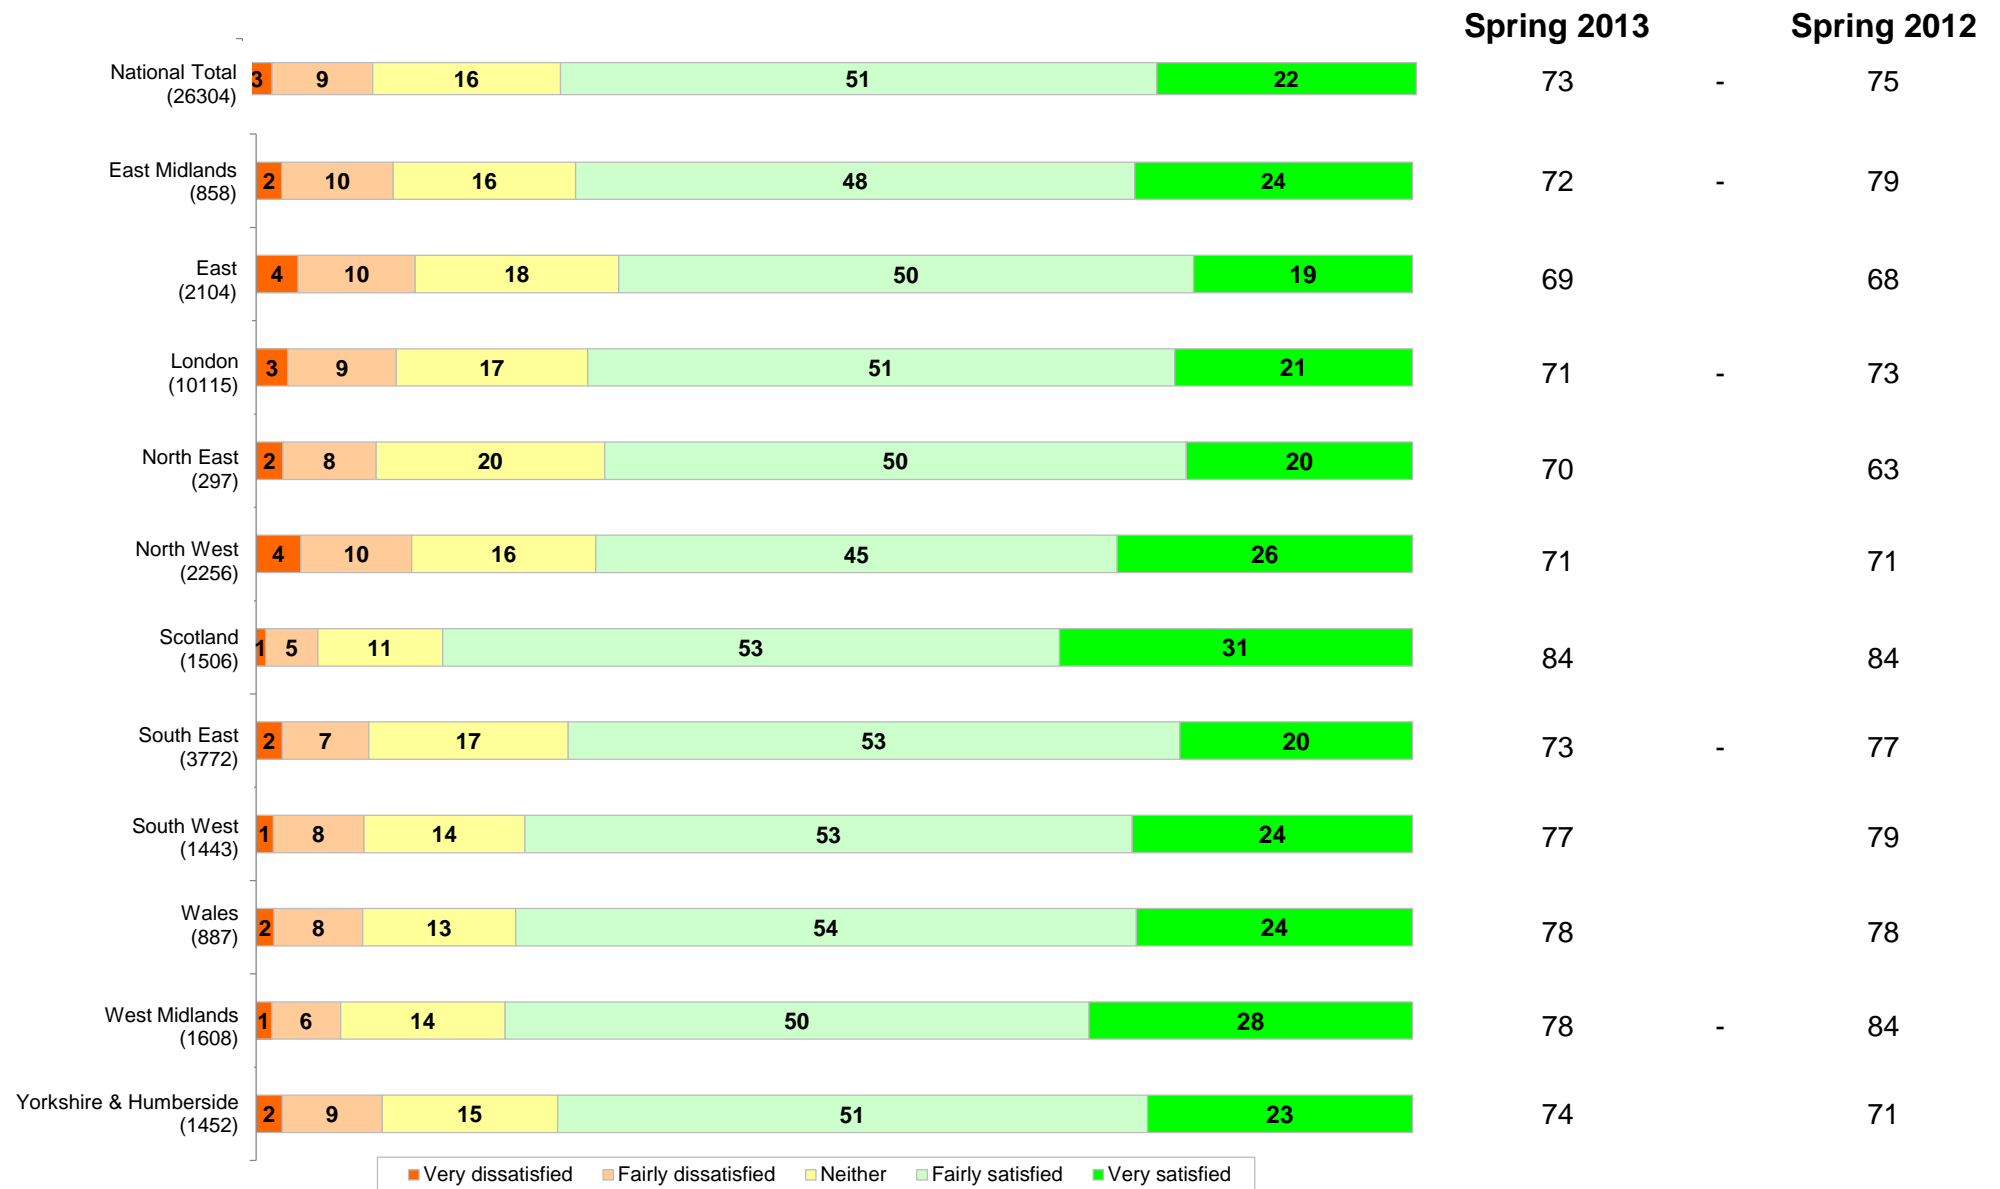 Spring 2013 Spring 2012
National Total
(26304)
3 9 16 51 22 73 - 75
East Midlands
(858)
2 10 16 48 24 72 - 79
East
(2104)
4 10 18 50 19 69 68
London
(10115)
3 9 17 51 21 71 - 73
North East
(297)
2 8 20 50 20 70 63
North West
(2256)
4 10 16 45 26 71 71
Scotland
(1506)
1 5 11 53 31 84 84
South East
(3772)
2 7 17 53 20 73 - 77
South West
(1443)
1 8 14 53 24 77 79
Wales
(887)
2 8 13 54 24 78 78
West Midlands
(1608)
1 6 14 50 28 78 - 84
Yorkshire & Humberside
(1452)
2 9 15 51 23 74 71
Very dissatisfied Fairly dissatisfied Neither Fairly satisfied Very satisfied